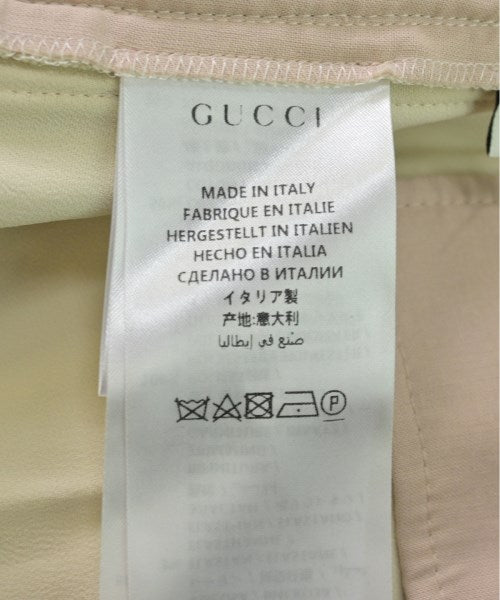 GUCCI
MADE IN ITALY
FABRIQUE EN ITALIE
HERGESTELLT IN ITALIEN
HECHO EN ITALIA
СДЕЛАНО В ИТАЛИИ
イタリア製
产地:意大利
صنع في إيطاليا
P